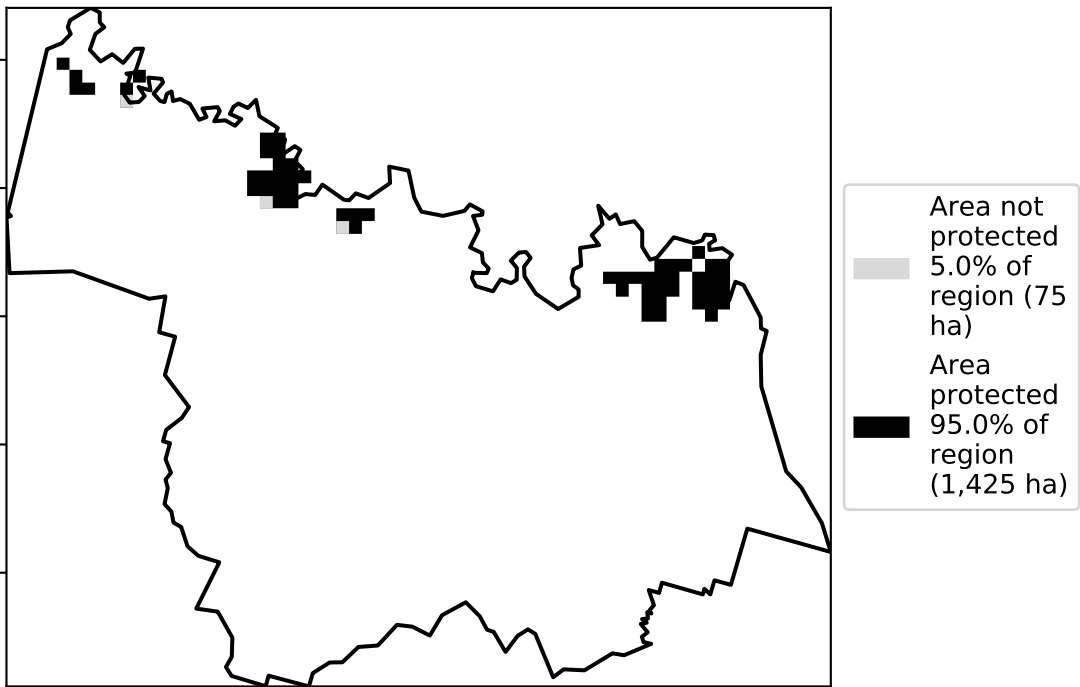 Area not
protected
5.0% of
region (75
ha)
Area
protected
95.0% of
region
(1,425 ha)